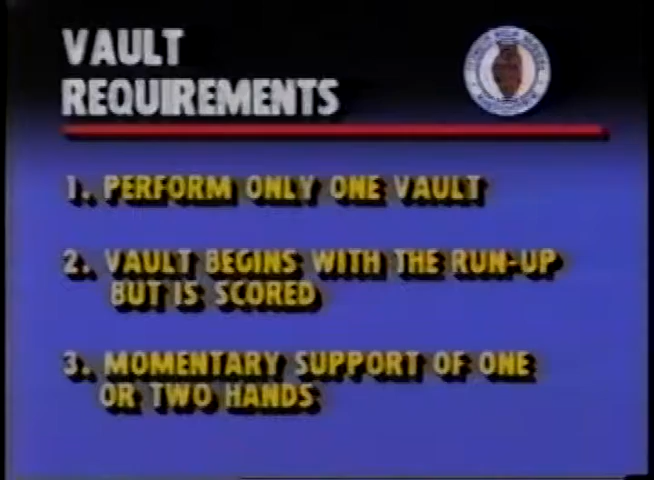 VAULT
REQUIREMENTS
1. PERFORM ONLY ONE VAULT
2. VAULT BEGINS WITH THE RUN-UP
BUT IS SCORED
3. MOMENTARY SUPPORT OF ONE
OR TWO HANDS